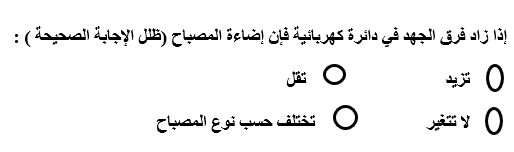 إذا زاد فرق الجهد في دائرة كهربائية فإن إضاءة المصباح (ظلل الإجابة الصحيحة ) :
تزيد تقل
لا تتغير تختلف حسب نوع المصباح